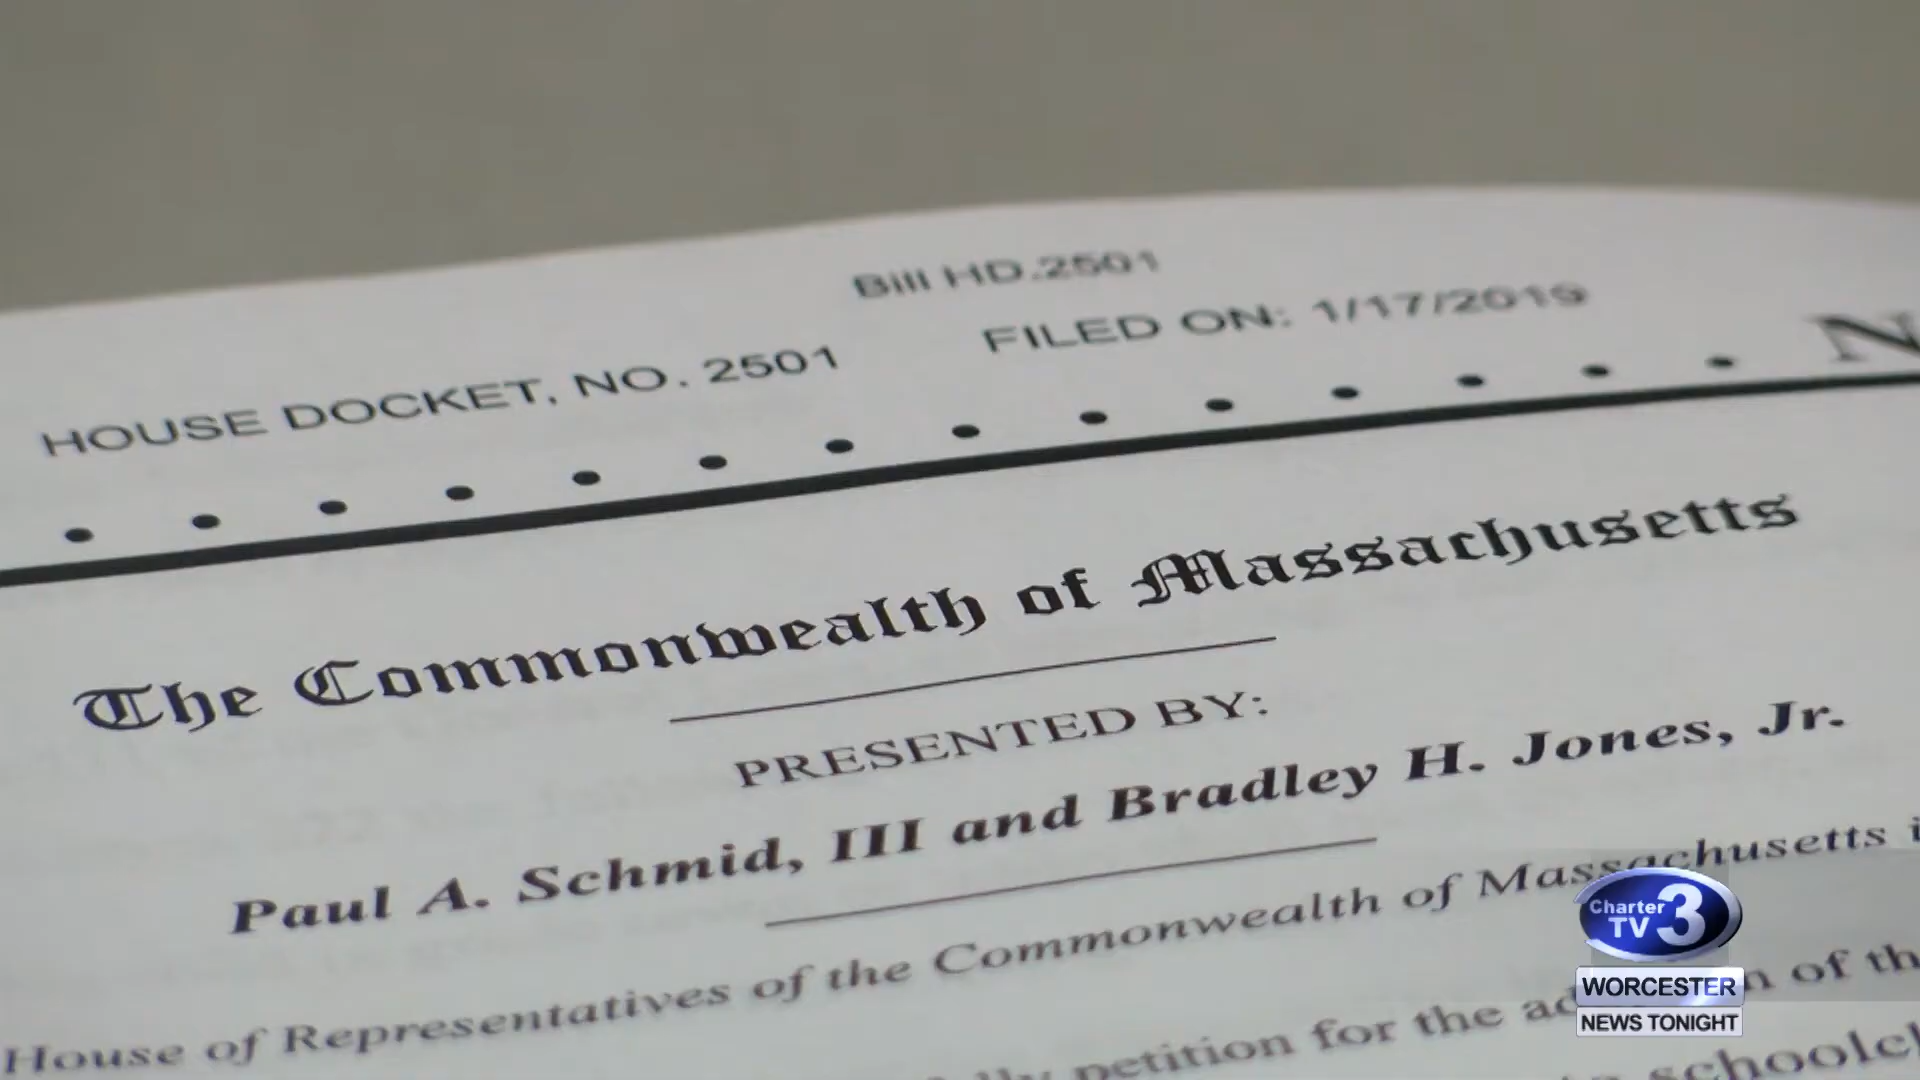 Bill HD.2501
HOUSE DOCKET, NO. 2501 FILED ON: 1/17/2019
. . . . . . . . . . . . . . N
The Commonwealth of Massachusetts
PRESENTED BY:
Paul A. Schmid, III and Bradley H. Jones, Jr.
House of Representatives of the Commonwealth of Massachusetts
petition for the of
Charter
TV 3
WORCESTER
NEWS TONIGHT